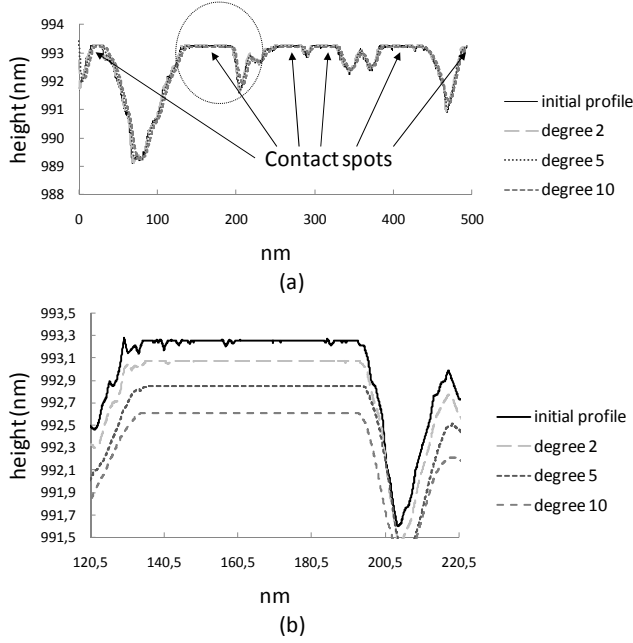 994
993
992
991
990
989
988
height (nm)
0
100
200
300
400
500
nm
Contact spots
initial profile
degree 2
degree 5
degree 10
(a)
993,5
993,3
993,1
992,9
992,7
992,5
992,3
992,1
991,9
991,7
991,5
height (nm)
120,5
140,5
160,5
180,5
200,5
220,5
nm
initial profile
degree 2
degree 5
degree 10
(b)